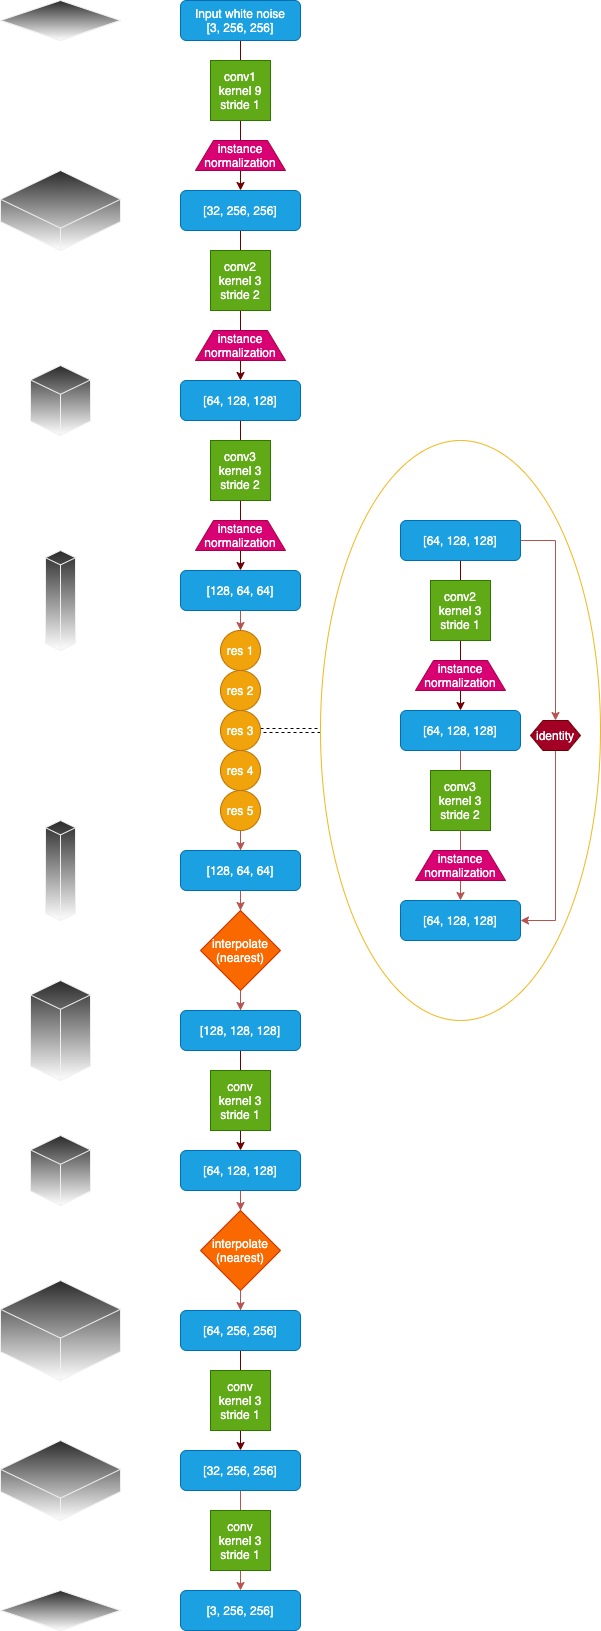 Input white noise
[3, 256, 256]
conv1
kernel 9
stride 1
instance
normalization
[32, 256, 256]
conv2
kernel 3
stride 2
instance
normalization
[64, 128, 128]
conv3
kernel 3
stride 2
instance
normalization
[128, 64, 64]
res 1
res 2
res 3
res 4
res 5
[128, 64, 64]
interpolate
(nearest)
[128, 128, 128]
conv
kernel 3
stride 1
[64, 128, 128]
interpolate
(nearest)
[64, 256, 256]
conv
kernel 3
stride 1
[32, 256, 256]
conv
kernel 3
stride 1
[3, 256, 256]
[64, 128, 128]
conv2
kernel 3
stride 1
instance
normalization
[64, 128, 128]
identity
conv3
kernel 3
stride 2
instance
normalization
[64, 128, 128]